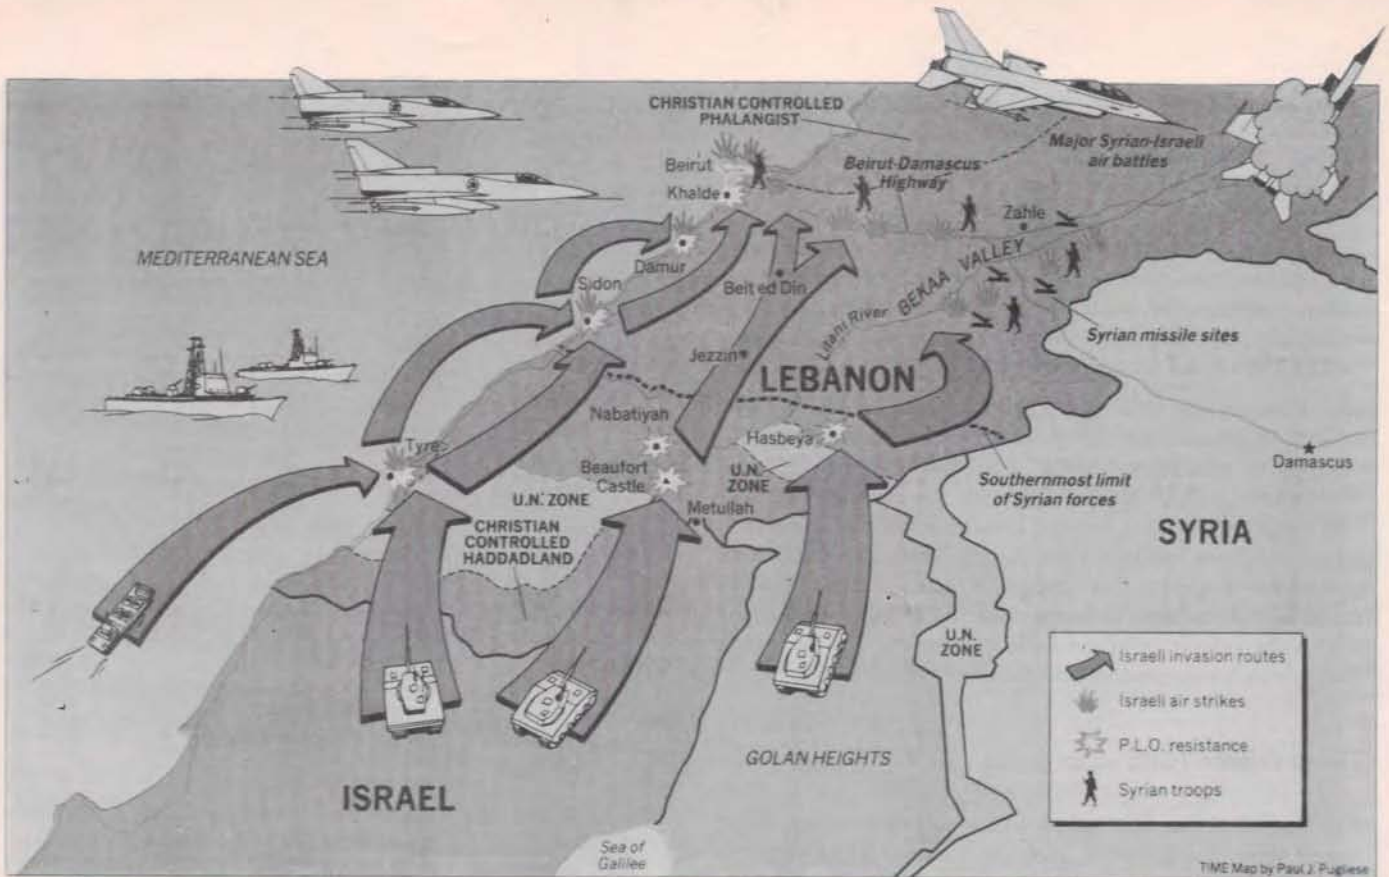 CHRISTIAN CONTROLLED
PHALANGIST
Major Syrian-Israeli
air battles
Beirut
Beirut-Damascus
Highway
Khalde
Zahle
MEDITERRANEAN SEA
Damur
Sidon
Beit ed Din
BEKAA VALLEY
Litani River
Syrian missile sites
Jezzin
LEBANON
Nabatiyah
Hasbeya
Tyre
Damascus
Beaufort
Castle
U.N.
ZONE
Southernmost limit
of Syrian forces
U.N. ZONE
Metullah
CHRISTIAN
CONTROLLED
HADDADLAND
SYRIA
U.N.
ZONE
Israeli invasion routes
Israeli air strikes
P.L.O. resistance
Syrian troops
GOLAN HEIGHTS
ISRAEL
Sea of
Galilee
TIME Map by Paul J. Pugliese